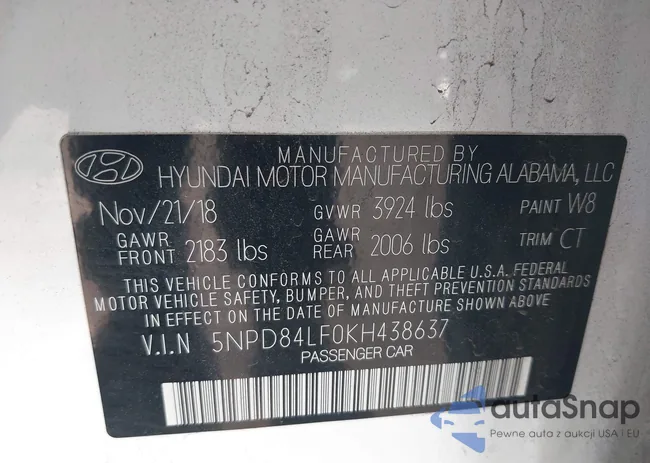 MANUFACTURED BY
HYUNDAI MOTOR MANUFACTURING ALABAMA, LLC
Nov/21/18 GVWR 3924 lbs PAINT W8
GAWR FRONT 2183 lbs GAWR REAR 2006 lbs TRIM CT
THIS VEHICLE CONFORMS TO ALL APPLICABLE U.S.A. FEDERAL
MOTOR VEHICLE SAFETY, BUMPER, AND THEFT PREVENTION STANDARDS
IN EFFECT ON THE DATE OF MANUFACTURE SHOWN ABOVE.
V.I.N 5NPD84LF0KH438637
PASSENGER CAR
autaSnap
Pewne auta z aukcji USA i EU